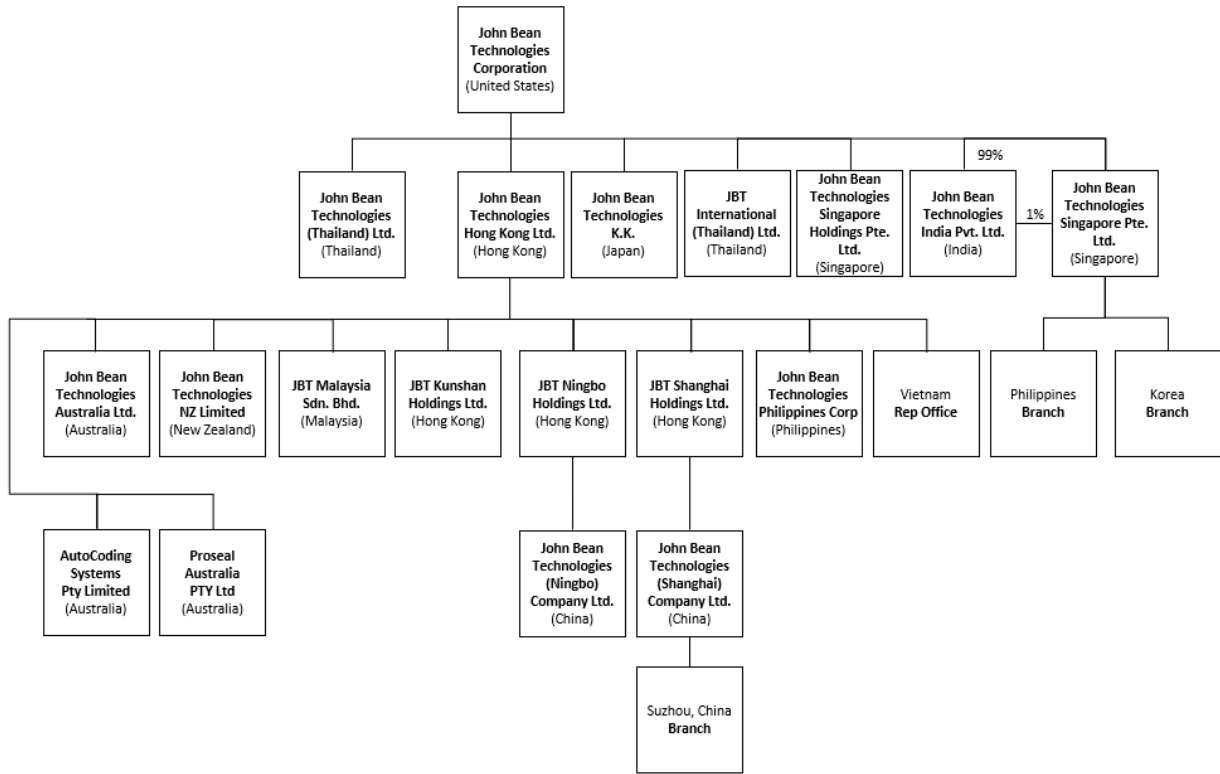 John Bean
Technologies
Corporation
(United States)
99%
John Bean
Technologies
(Thailand) Ltd.
(Thailand)
John Bean
Technologies
Hong Kong Ltd.
(Hong Kong)
John Bean
Technologies
K.K.
(Japan)
JBT
International
(Thailand) Ltd.
(Thailand)
John Bean
Technologies
Singapore
Holdings Pte.
Ltd.
(Singapore)
John Bean
Technologies
India Pvt. Ltd.
(India)
1%
John Bean
Technologies
Singapore Pte.
Ltd.
(Singapore)
John Bean
Technologies
Australia Ltd.
(Australia)
John Bean
Technologies
NZ Limited
(New Zealand)
JBT Malaysia
Sdn. Bhd.
(Malaysia)
JBT Kunshan
Holdings Ltd.
(Hong Kong)
JBT Ningbo
Holdings Ltd.
(Hong Kong)
JBT Shanghai
Holdings Ltd.
(Hong Kong)
John Bean
Technologies
Philippines Corp
(Philippines)
Vietnam
Rep Office
Philippines
Branch
Korea
Branch
AutoCoding
Systems
Pty Limited
(Australia)
Proseal
Australia
PTY Ltd
(Australia)
John Bean
Technologies
(Ningbo)
Company Ltd.
(China)
John Bean
Technologies
(Shanghai)
Company Ltd.
(China)
Suzhou, China
Branch